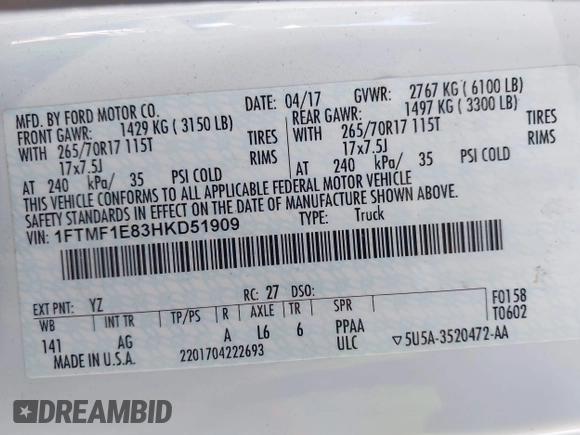 MFD. BY FORD MOTOR CO.
DATE: 04/17 GVWR: 2767 KG (6100 LB)
FRONT GAWR: 1429 KG (3150 LB) REAR GAWR: 1497 KG (3300 LB)
WITH 265/70R17 115T TIRES WITH 265/70R17 115T TIRES
17x7.5J RIMS 17x7.5J RIMS
AT 240 kPa/ 35 PSI COLD AT 240 kPa/ 35 PSI COLD
THIS VEHICLE CONFORMS TO ALL APPLICABLE FEDERAL MOTOR VEHICLE
SAFETY STANDARDS IN EFFECT ON THE DATE OF MANUFACTURE SHOWN ABOVE.
VIN: 1FTMF1E83HKD51909 TYPE: Truck
EXT PNT: YZ RC: 27 DSO: F0158
WB INT TR TP/PS R AXLE TR SPR T0602
141 AG A L6 6 PPAA
MADE IN U.S.A. 2201704222693 ULC ▽5U5A-3520472-AA
DREAMBID